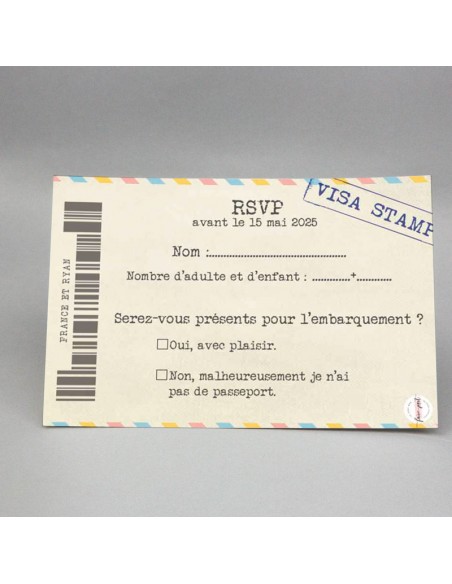 VISA STAMP
RSVP
avant le 15 mai 2025
Nom :..........................................
Nombre d'adulte et d'enfant : ............+...........
Serez-vous présents pour l'embarquement ?
Oui, avec plaisir.
Non, malheureusement je n'ai
pas de passeport.
FRANCE ET RYAN